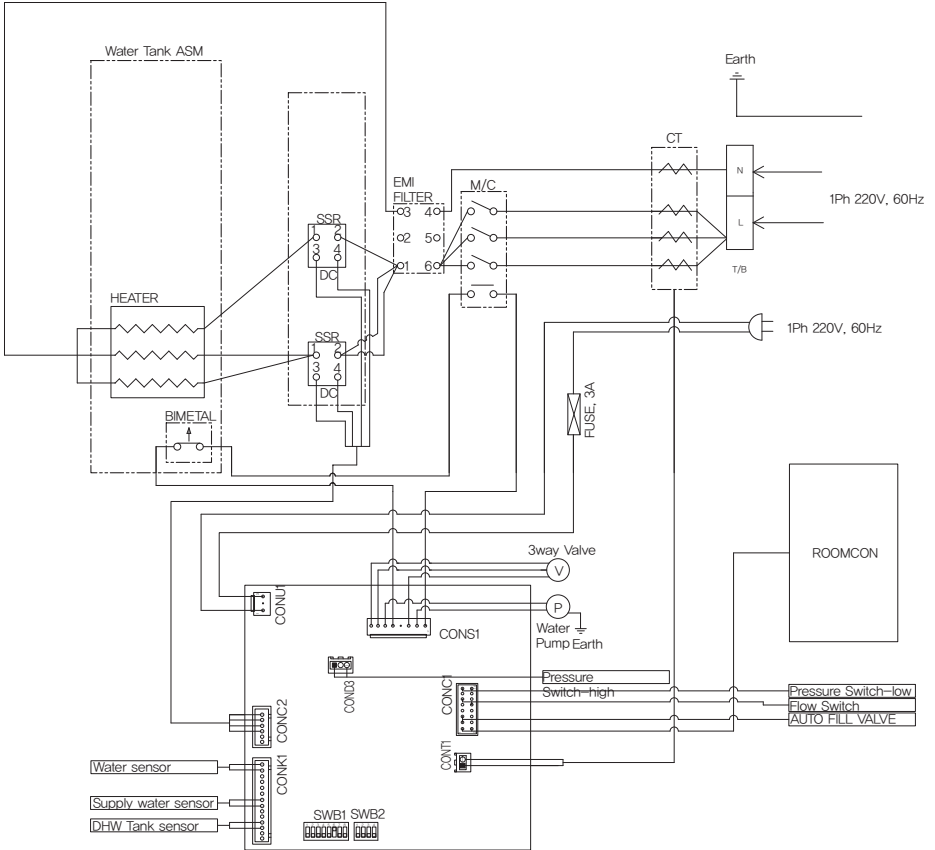 Water Tank ASM
Earth
CT
N
1Ph 220V, 60Hz
L
T/B
EMI
FILTER
M/C
3 4
2 5
1 6
SSR
1 2
3 4
DC
HEATER
SSR
1 2
3 4
DC
1Ph 220V, 60Hz
FUSE, 3A
BIMETAL
ROOMCON
3way Valve
V
P
Water
Pump Earth
CONU1
CONS1
COND3
Pressure
Switch-high
CONC1
Pressure Switch-low
Flow Switch
AUTO FILL VALVE
CONC2
CONT1
CONK1
Water sensor
Supply water sensor
DHW Tank sensor
SWB1 SWB2